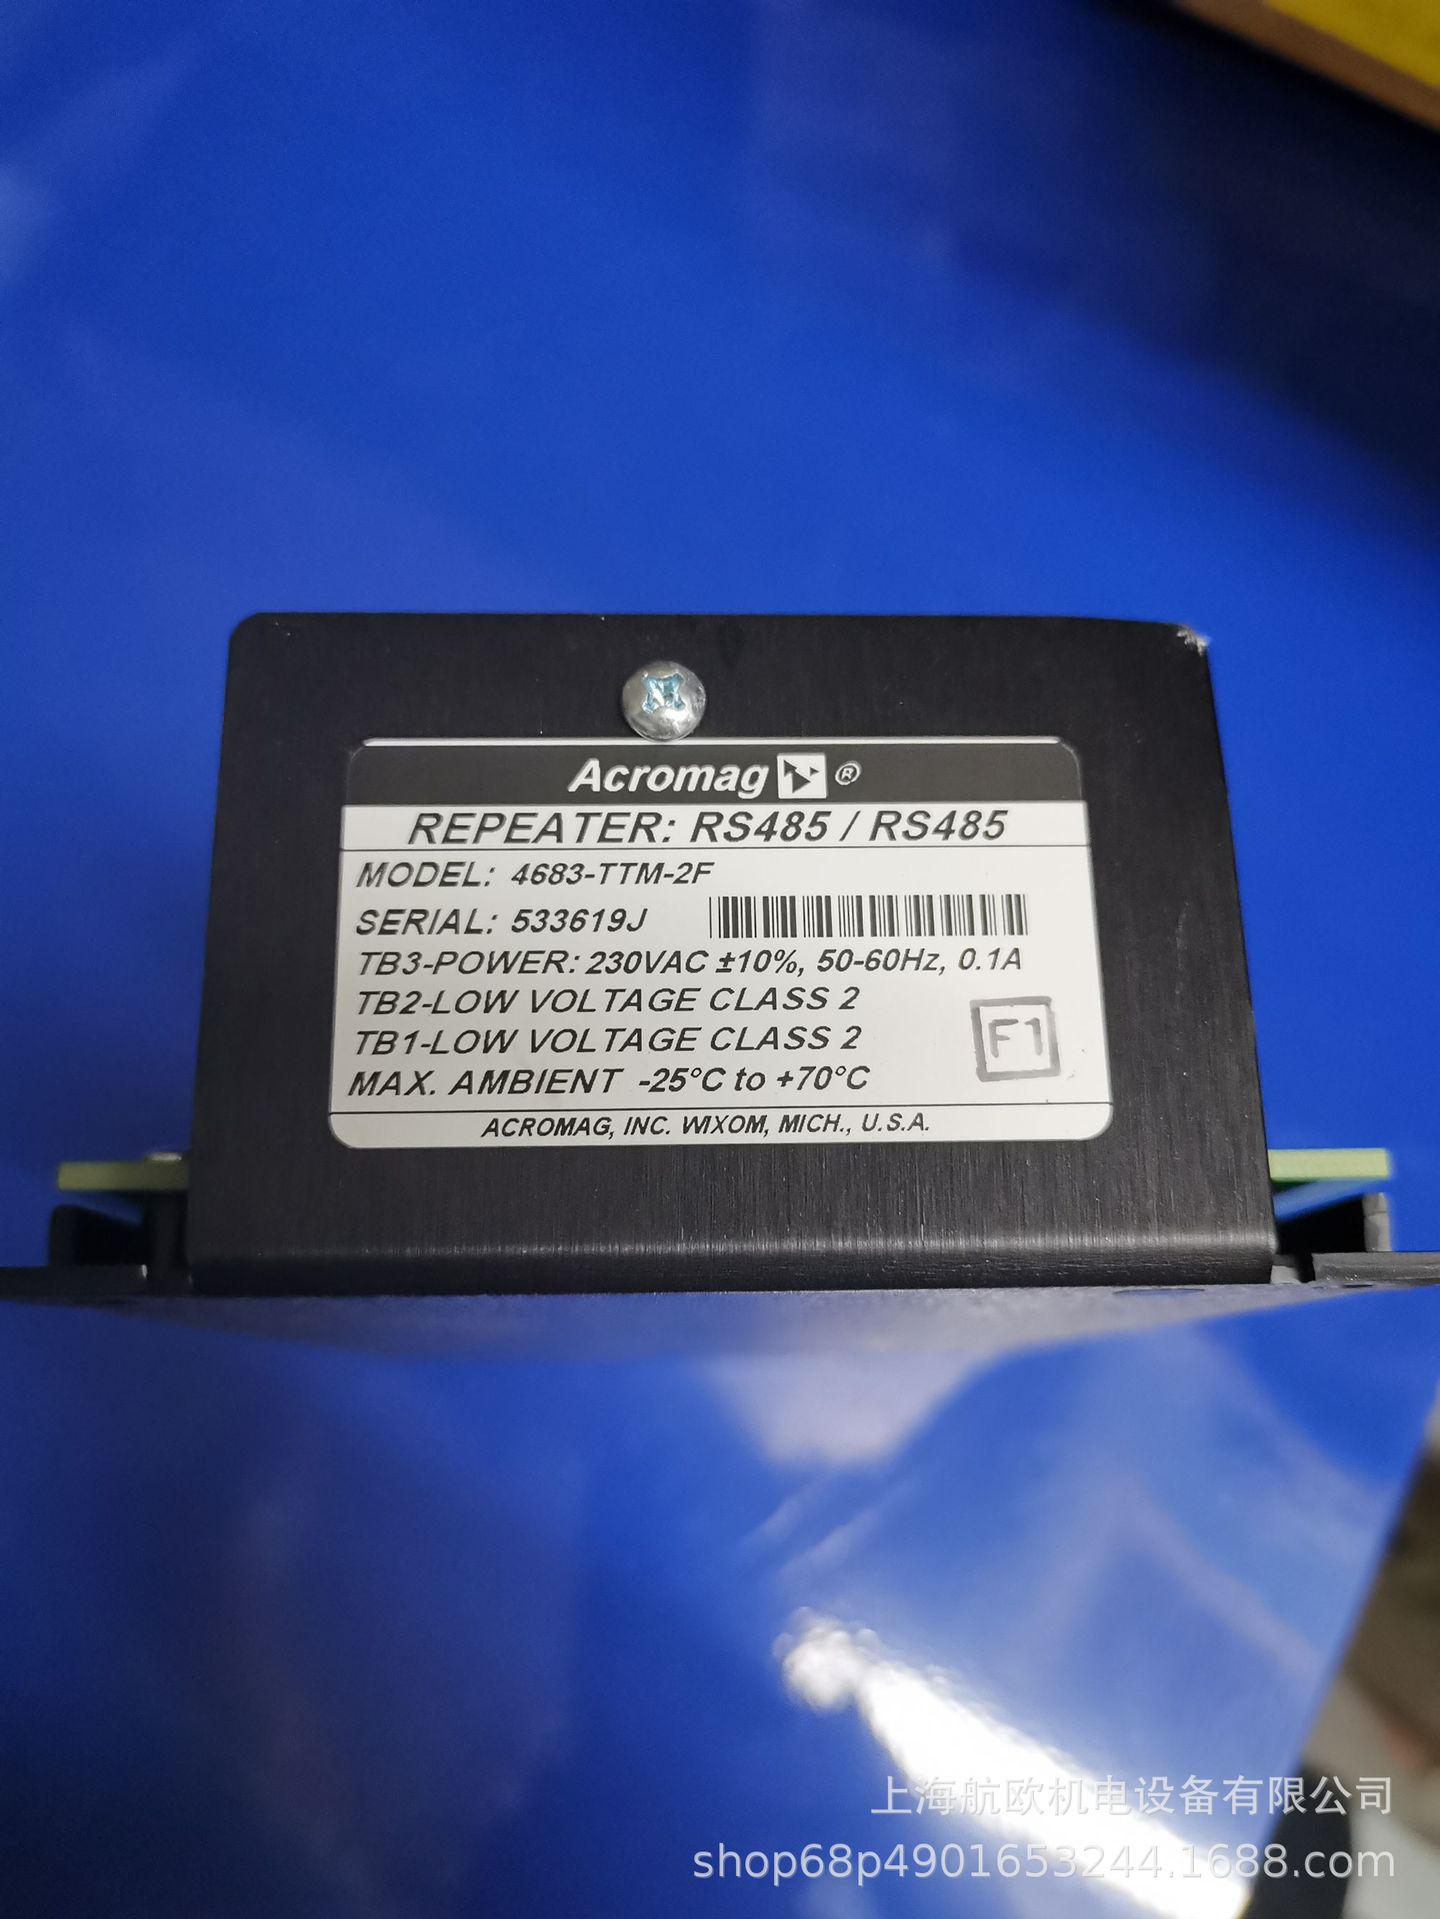 Acromag ®
REPEATER: RS485 / RS485
MODEL: 4683-TTM-2F
SERIAL: 533619J
TB3-POWER: 230VAC ±10%, 50-60Hz, 0.1A
TB2-LOW VOLTAGE CLASS 2
TB1-LOW VOLTAGE CLASS 2
F1
MAX. AMBIENT -25°C to +70°C
ACROMAG, INC. WIXOM, MICH., U.S.A.
上海航欧机电设备有限公司
shop68p4901653244.1688.com